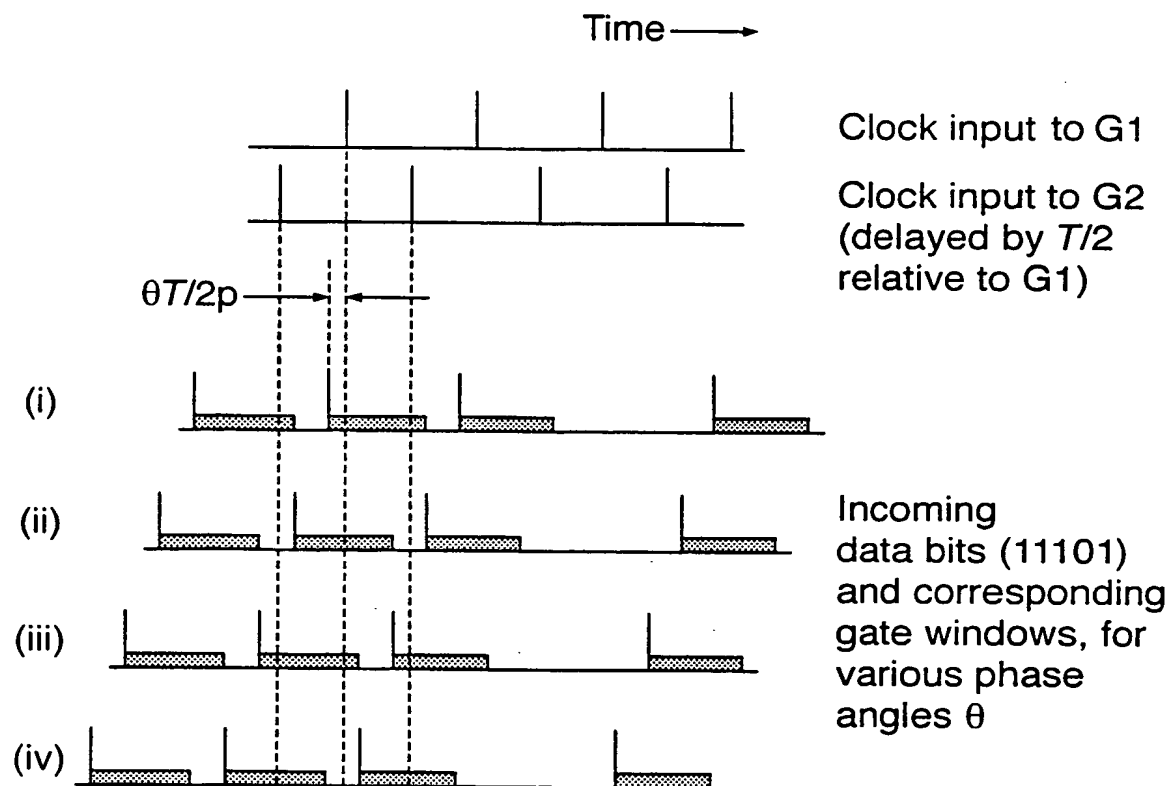 Time
Clock input to G1
Clock input to G2
(delayed by T/2
relative to G1)
θT/2p
(i)
(ii)
(iii)
(iv)
Incoming
data bits (11101)
and corresponding
gate windows, for
various phase
angles θ